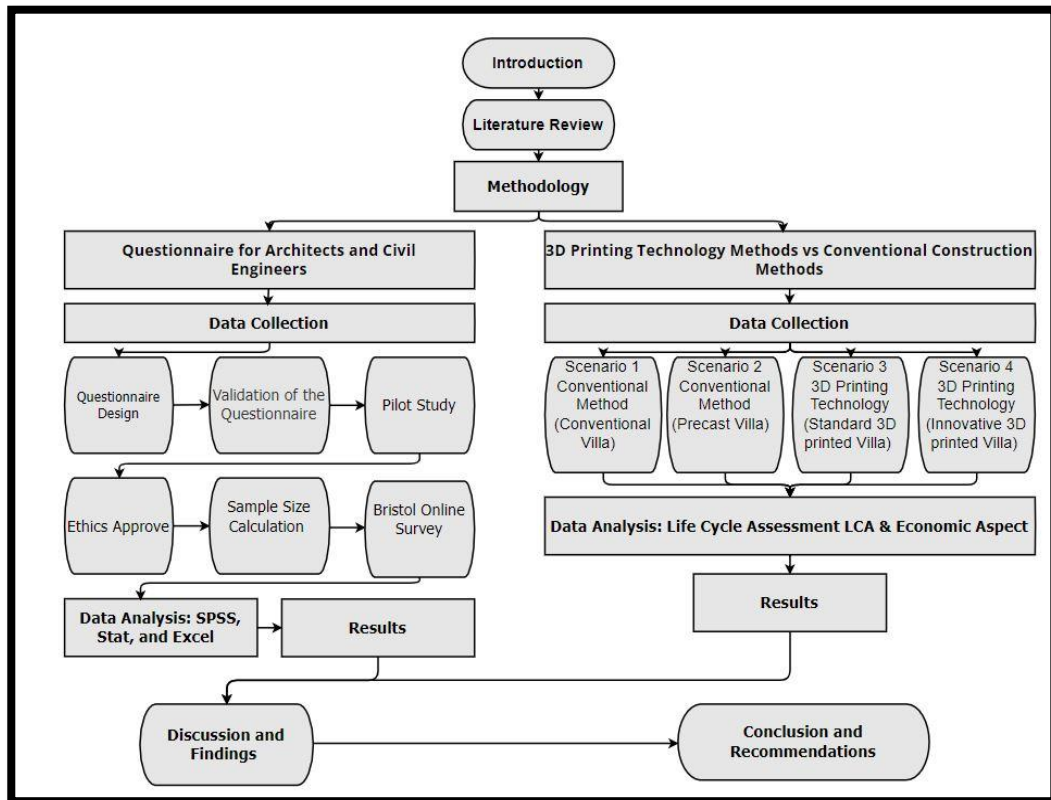 Introduction
Literature Review
Methodology
Questionnaire for Architects and Civil
Engineers
3D Printing Technology Methods vs Conventional Construction
Methods
Data Collection
Data Collection
Questionnaire
Design
Validation of the
Questionnaire
Pilot Study
Scenario 1
Conventional
Method
(Conventional
Villa)
Scenario 2
Conventional
Method
(Precast Villa)
Scenario 3
3D Printing
Technology
(Standard 3D
printed Villa)
Scenario 4
3D Printing
Technology
(Innovative 3D
printed Villa)
Ethics Approve
Sample Size
Calculation
Bristol Online
Survey
Data Analysis: Life Cycle Assessment LCA & Economic Aspect
Data Analysis: SPSS,
Stat, and Excel
Results
Results
Discussion and
Findings
Conclusion and
Recommendations